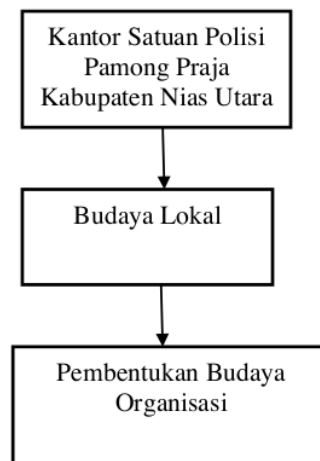 Kantor Satuan Polisi
Pamong Praja
Kabupaten Nias Utara
Budaya Lokal
Pembentukan Budaya
Organisasi